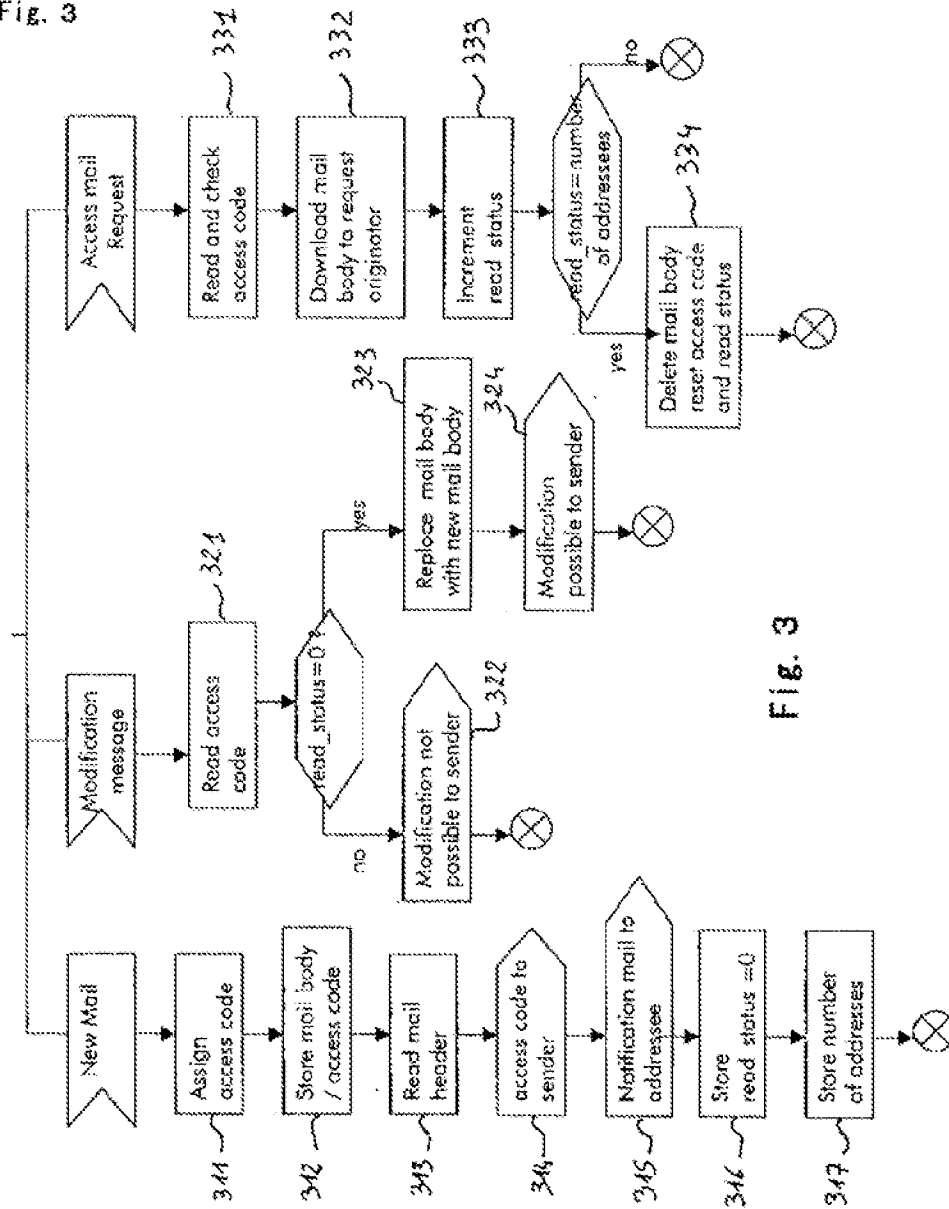 Fig. 3
New Mail
311
Assign
access code
312
Store mail body
/ access code
313
Read mail
header
314
access code to
sender
315
Notification mail to
addressee
316
Store
read status =0
317
Store number
of addresses
Modification
message
321
Read access
code
read_status=0 ?
no
yes
322
Modification not
possible to sender
323
Replace mail body
with new mail body
324
Modification
possible to sender
Access mail
Request
331
Read and check
access code
332
Download mail
body to request
originator
333
Increment
read status
read_status=number
of addressees
no
yes
334
Delete mail body
reset access code
and read status
Fig. 3